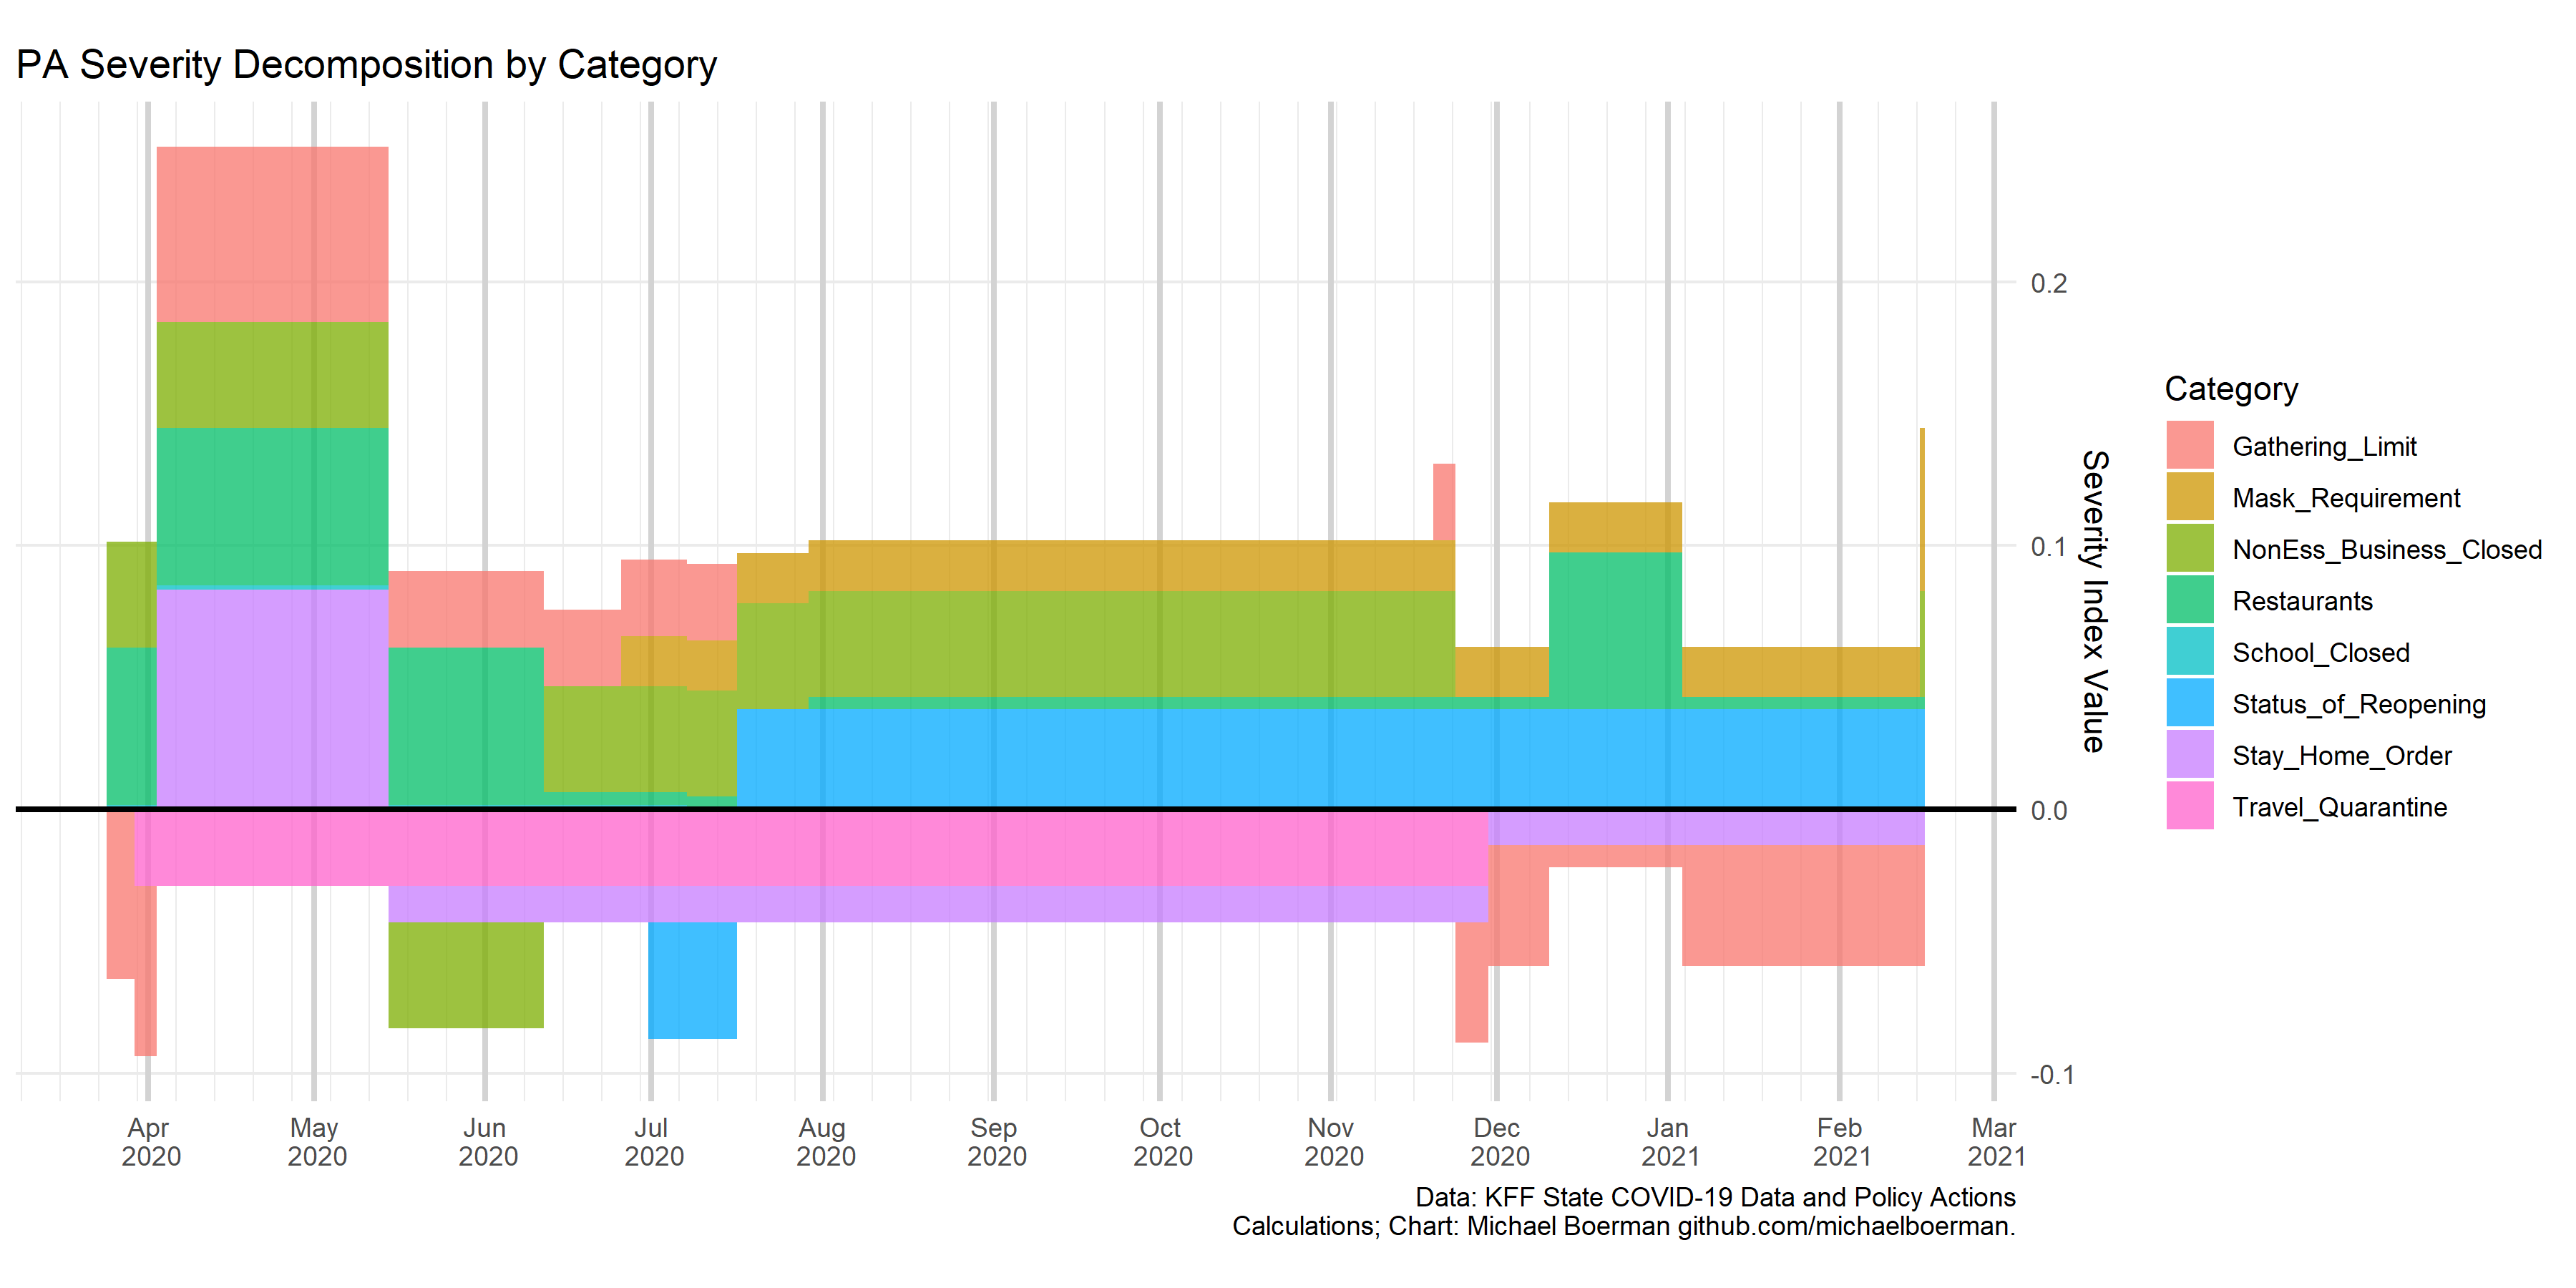 PA Severity Decomposition by Category
0.2
0.1
0.0
-0.1
Severity Index Value
Category
Gathering_Limit
Mask_Requirement
NonEss_Business_Closed
Restaurants
School_Closed
Status_of_Reopening
Stay_Home_Order
Travel_Quarantine
Apr May Jun Jul Aug Sep Oct Nov Dec Jan Feb Mar
2020 2020 2020 2020 2020 2020 2020 2020 2020 2021 2021 2021
Data: KFF State COVID-19 Data and Policy Actions
Calculations; Chart: Michael Boerman github.com/michaelboerman.